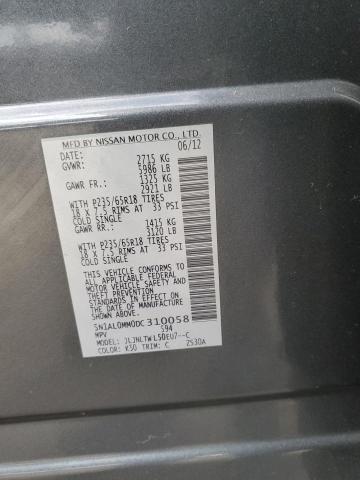 MFD BY NISSAN MOTOR CO., LTD.
DATE: 06/12
GVWR: 2715 KG
5986 LB
GAWR FR.: 1325 KG
2921 LB
WITH P235/65R18 TIRES
18 X 7.5 RIMS AT 33 PSI
COLD SINGLE
GAWR RR.: 1415 KG
3120 LB
WITH P235/65R18 TIRES
18 X 7.5 RIMS AT 33 PSI
COLD SINGLE
THIS VEHICLE CONFORMS TO ALL
APPLICABLE FEDERAL MOTOR VEHICLE
SAFETY AND THEFT PREVENTION STANDARDS
IN EFFECT ON THE DATE OF
MANUFACTURE SHOWN ABOVE.
5N1AL0MM0DC310058
MPV 594
JLJNLTWL50EU7--C
COLOR: K50 TRIM: C Z530A